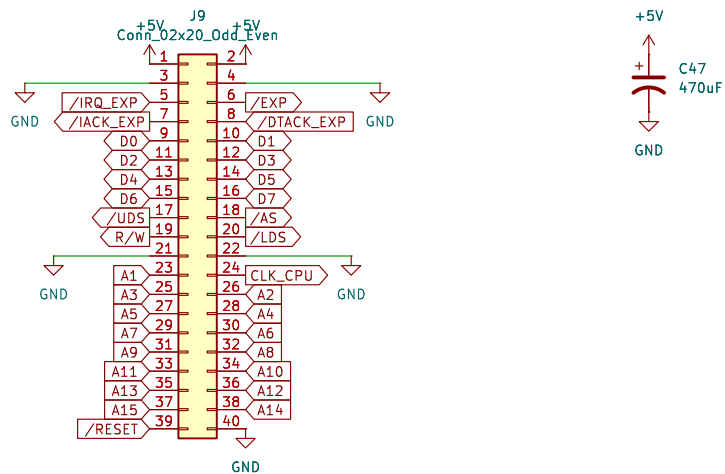 J9
+5V +5V
Conn_02x20_Odd_Even
1 2
3 4
GND GND
/IRQ_EXP 5 6 /EXP
/IACK_EXP 7 8 /DTACK_EXP
D0 9 10 D1
D2 11 12 D3
D4 13 14 D5
D6 15 16 D7
/UDS 17 18 /AS
R/W 19 20 /LDS
21 22
GND GND
A1 23 24 CLK_CPU
A3 25 26 A2
A5 27 28 A4
A7 29 30 A6
A9 31 32 A8
A11 33 34 A10
A13 35 36 A12
A15 37 38 A14
/RESET 39 40
GND
+5V
+
C47
470uF
GND